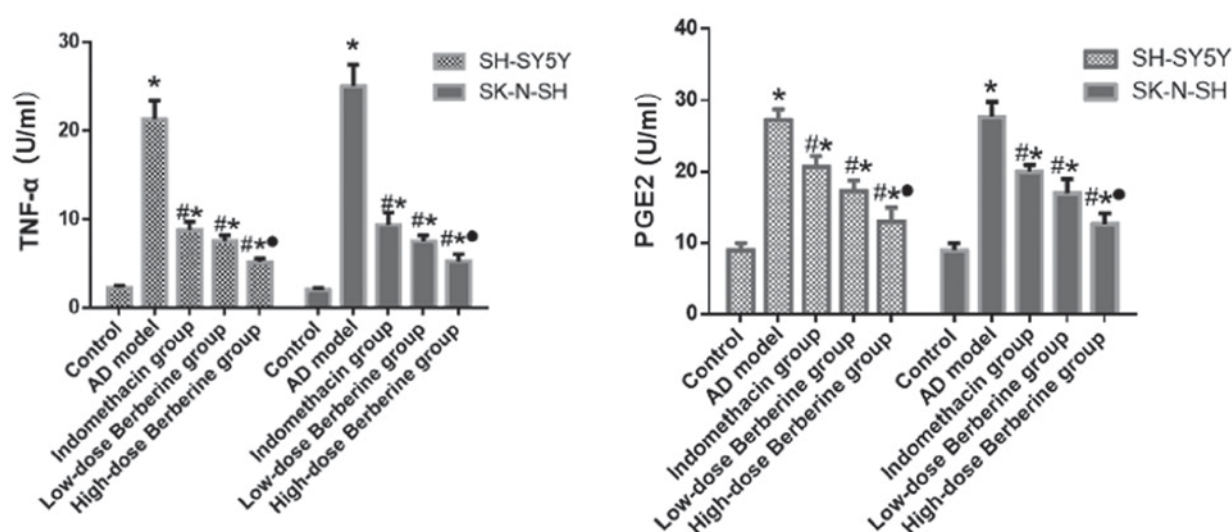 TNF-α (U/ml)
30
20
10
0
SH-SY5Y
SK-N-SH
*
#*
#*
#*●
*
#*
#*
#*●
Control
AD model
Indomethacin group
Low-dose Berberine group
High-dose Berberine group
Control
AD model
Indomethacin group
Low-dose Berberine group
High-dose Berberine group
PGE2 (U/ml)
40
30
20
10
0
SH-SY5Y
SK-N-SH
*
#*
#*
#*●
*
#*
#*
#*●
Control
AD model
Indomethacin group
Low-dose Berberine group
High-dose Berberine group
Control
AD model
Indomethacin group
Low-dose Berberine group
High-dose Berberine group